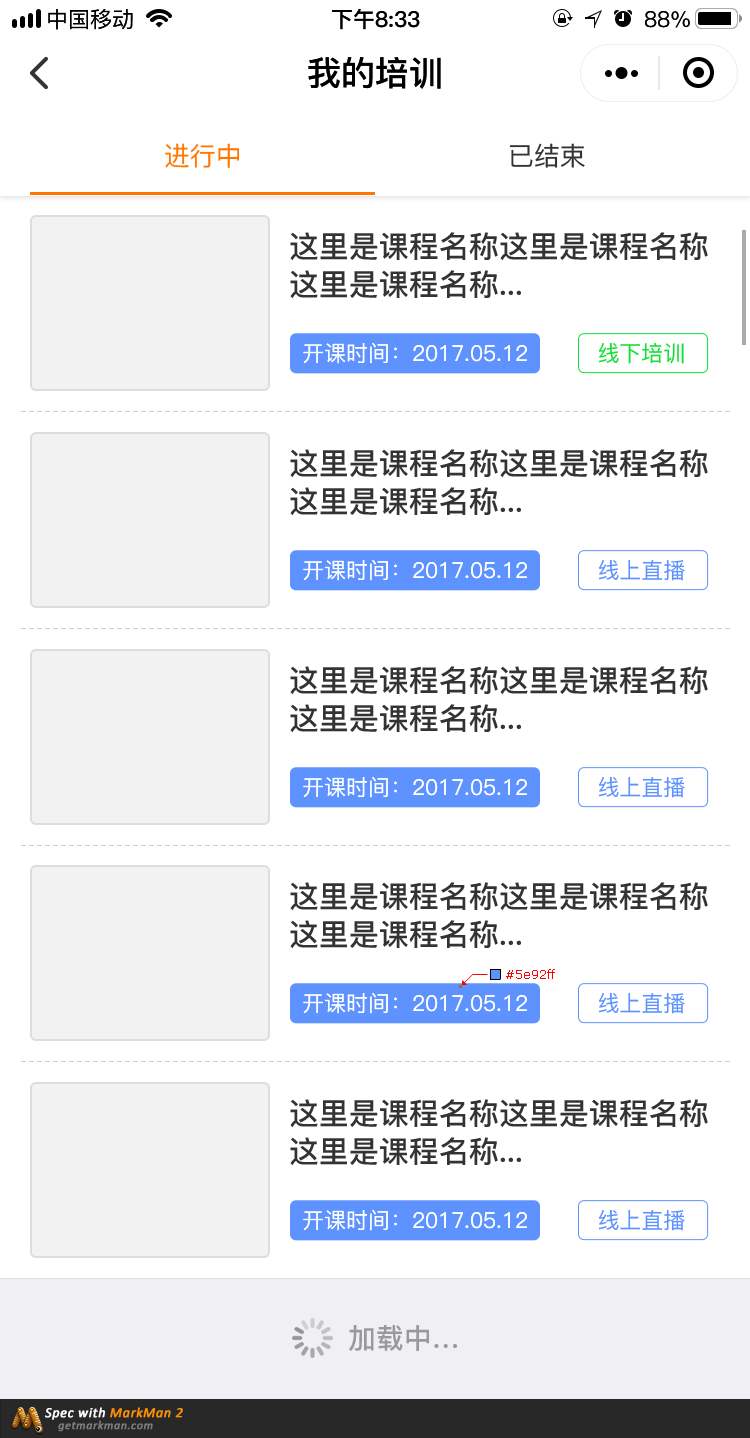 中国移动 下午8:33 88%
我的培训
进行中 已结束
这里是课程名称这里是课程名称
这里是课程名称...
开课时间：2017.05.12 线下培训
这里是课程名称这里是课程名称
这里是课程名称...
开课时间：2017.05.12 线上直播
这里是课程名称这里是课程名称
这里是课程名称...
开课时间：2017.05.12 线上直播
这里是课程名称这里是课程名称
这里是课程名称...
#5e92ff
开课时间：2017.05.12 线上直播
这里是课程名称这里是课程名称
这里是课程名称...
开课时间：2017.05.12 线上直播
加载中...
Spec with MarkMan 2
getmarkman.com